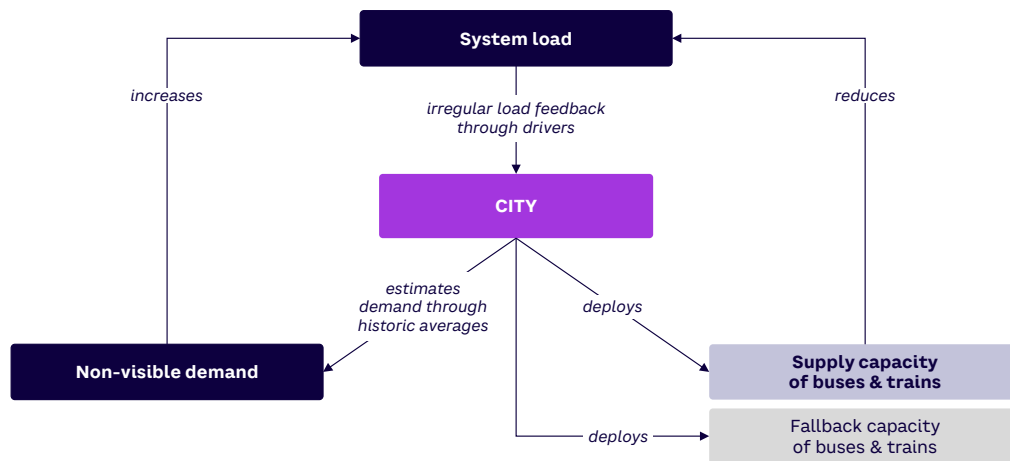 System load
increases
irregular load feedback
through drivers
reduces
CITY
estimates
demand through
historic averages
deploys
Non-visible demand
Supply capacity
of buses & trains
deploys
Fallback capacity
of buses & trains